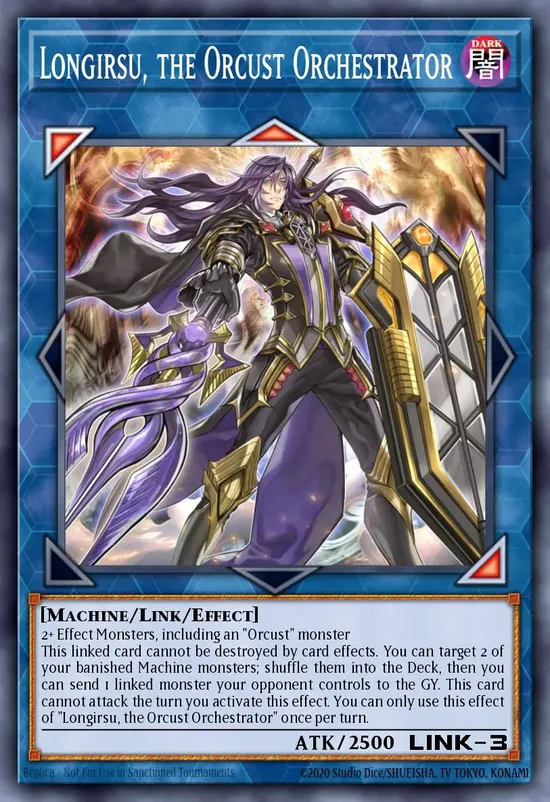 LONGIRSU, THE ORCUST ORCHESTRATOR
DARK
闇
[MACHINE/LINK/EFFECT]
2+ Effect Monsters, including an "Orcust" monster
This linked card cannot be destroyed by card effects. You can target 2 of
your banished Machine monsters; shuffle them into the Deck, then you
can send 1 linked monster your opponent controls to the GY. This card
cannot attack the turn you activate this effect. You can only use this effect
of "Longirsu, the Orcust Orchestrator" once per turn.
ATK/2500 LINK-3
Replica - Not For Use in Sanctioned Tournaments
©2020 Studio Dice/SHUEISHA, TV TOKYO, KONAMI